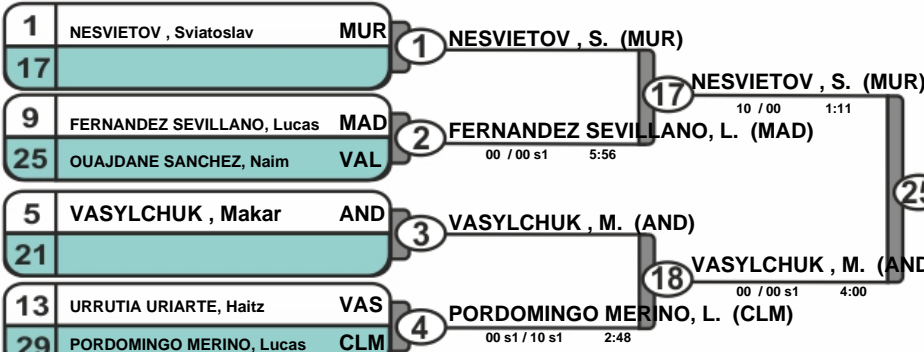 1 NESVIETOV , Sviatoslav MUR
17
1 NESVIETOV , S. (MUR)
9 FERNANDEZ SEVILLANO, Lucas MAD
25 OUAJDANE SANCHEZ, Naim VAL
2 FERNANDEZ SEVILLANO, L. (MAD)
00 / 00 s1 5:56
17 NESVIETOV , S. (MUR)
10 / 00 1:11
5 VASYLCHUK , Makar AND
21
3 VASYLCHUK , M. (AND)
13 URRUTIA URIARTE, Haitz VAS
29 PORDOMINGO MERINO, Lucas CLM
4 PORDOMINGO MERINO, L. (CLM)
00 s1 / 10 s1 2:48
18 VASYLCHUK , M. (AND
00 / 00 s1 4:00
25